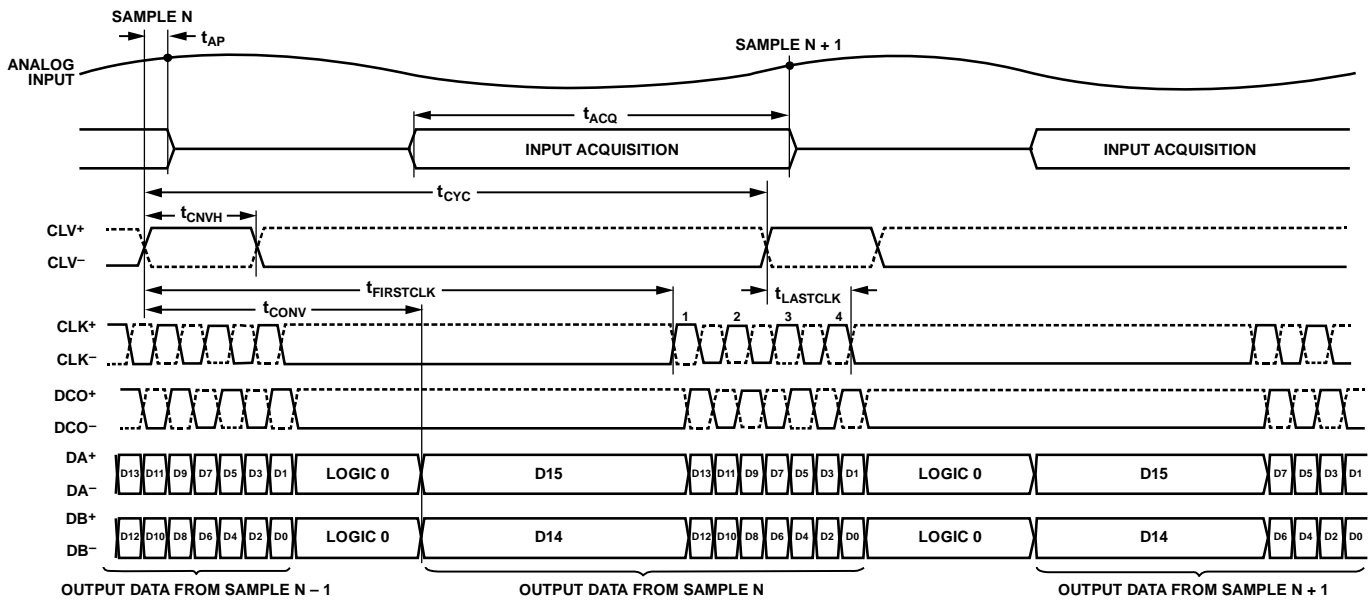 SAMPLE N
tAP
SAMPLE N + 1
ANALOG
INPUT
tACQ
INPUT ACQUISITION
INPUT ACQUISITION
tCYC
tCNVH
CLV+
CLV–
tFIRSTCLK
tLASTCLK
tCONV
CLK+
1 2 3 4
CLK–
DCO+
DCO–
DA+
D13 D11 D9 D7 D5 D3 D1 LOGIC 0 D15 D13 D11 D9 D7 D5 D3 D1 LOGIC 0 D15 D7 D5 D3 D1
DA–
DB+
D12 D10 D8 D6 D4 D2 D0 LOGIC 0 D14 D12 D10 D8 D6 D4 D2 D0 LOGIC 0 D14 D6 D4 D2 D0
DB–
OUTPUT DATA FROM SAMPLE N – 1 OUTPUT DATA FROM SAMPLE N OUTPUT DATA FROM SAMPLE N + 1